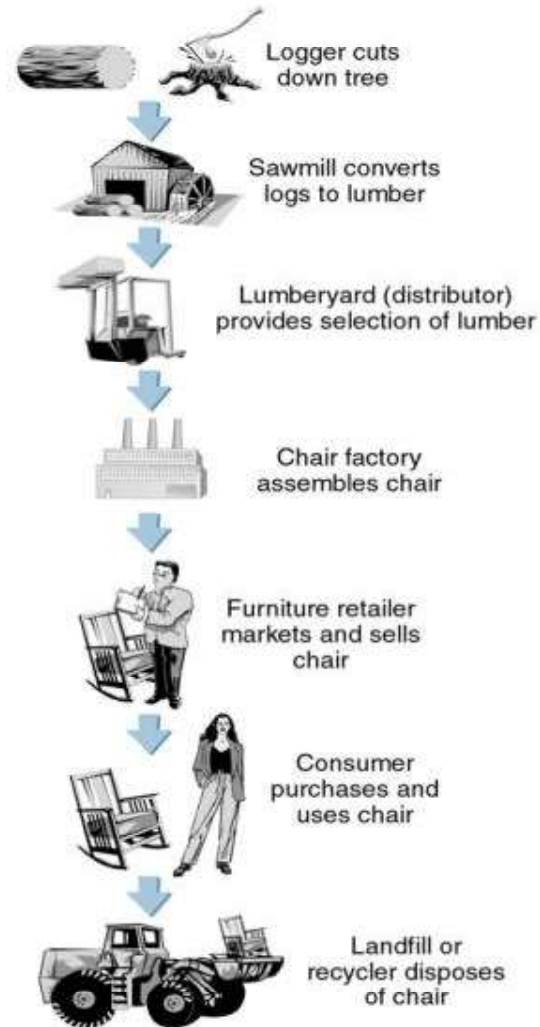 Logger cuts
down tree
Sawmill converts
logs to lumber
Lumberyard (distributor)
provides selection of lumber
Chair factory
assembles chair
Furniture retailer
markets and sells
chair
Consumer
purchases and
uses chair
Landfill or
recycler disposes
of chair